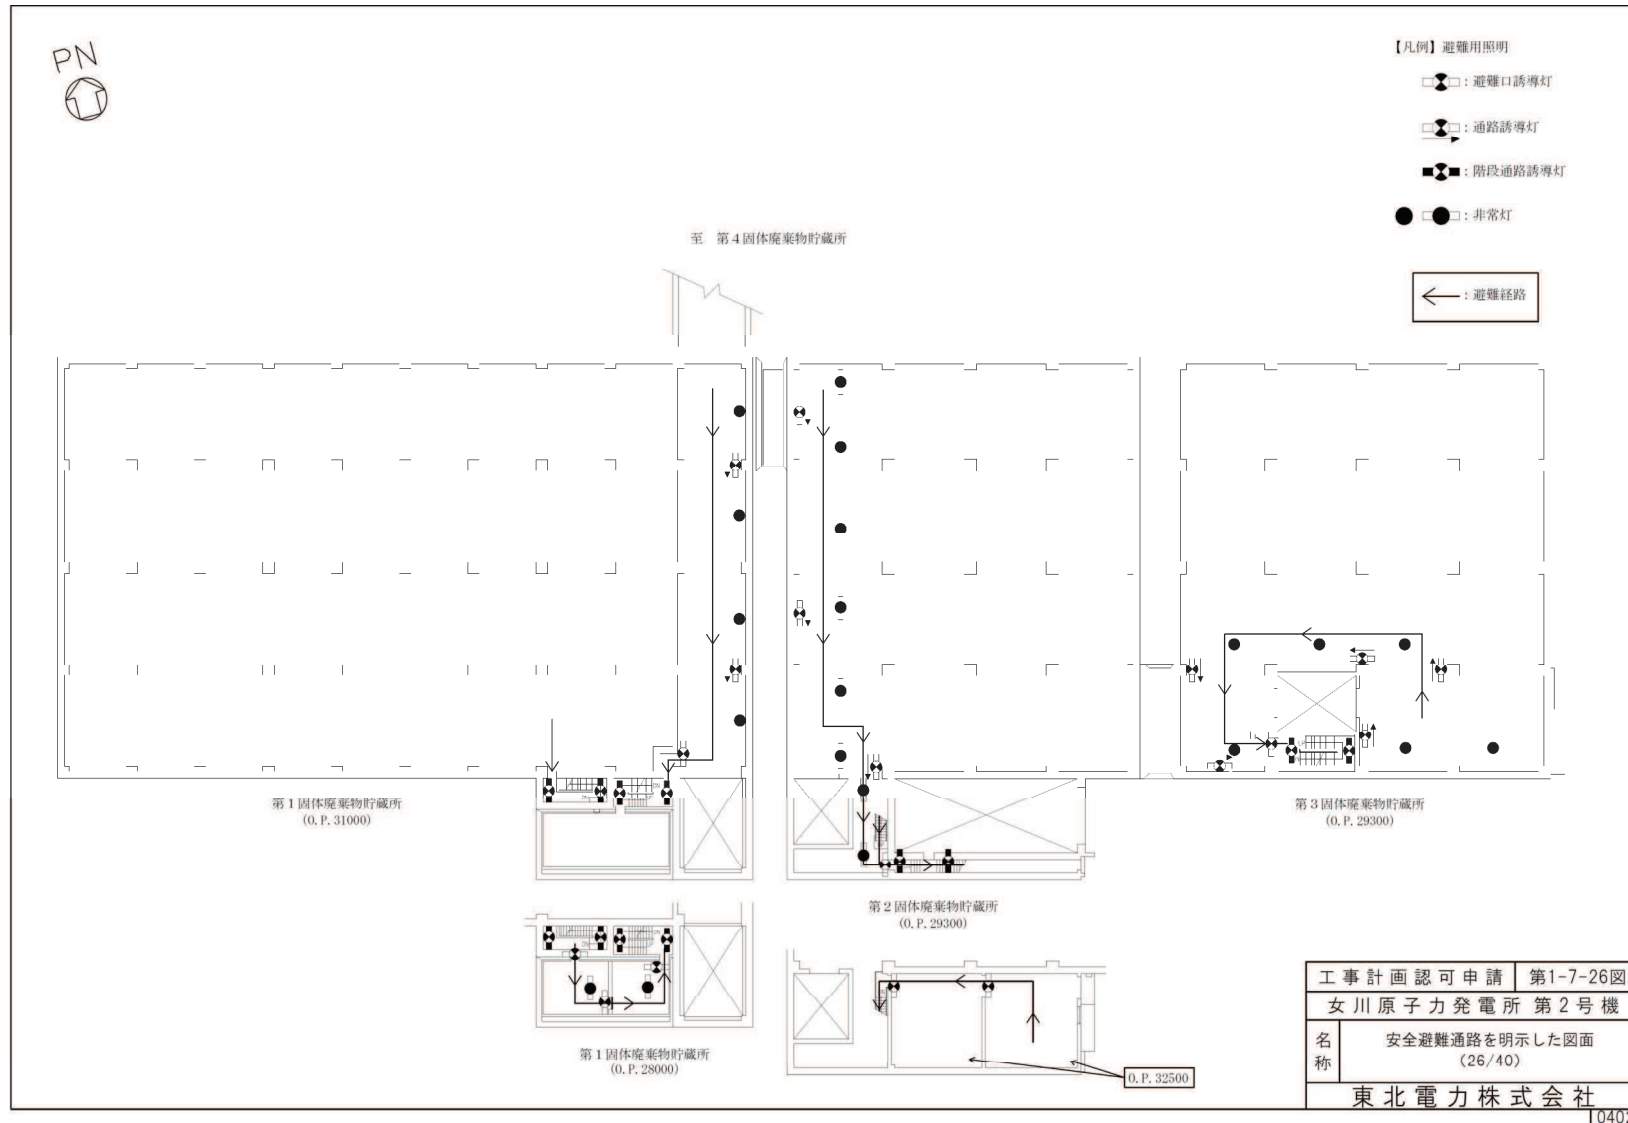 PN
【凡例】避難用照明
：避難口誘導灯
：通路誘導灯
：階段通路誘導灯
：非常灯
：避難経路
至 第4固体廃棄物貯蔵所
第1固体廃棄物貯蔵所
(O.P.31000)
第3固体廃棄物貯蔵所
(O.P.29300)
第2固体廃棄物貯蔵所
(O.P.29300)
第1固体廃棄物貯蔵所
(O.P.28000)
O.P.32500
工事計画認可申請 第1-7-26図
女川原子力発電所 第2号機
名称 安全避難通路を明示した図面
(26/40)
東北電力株式会社